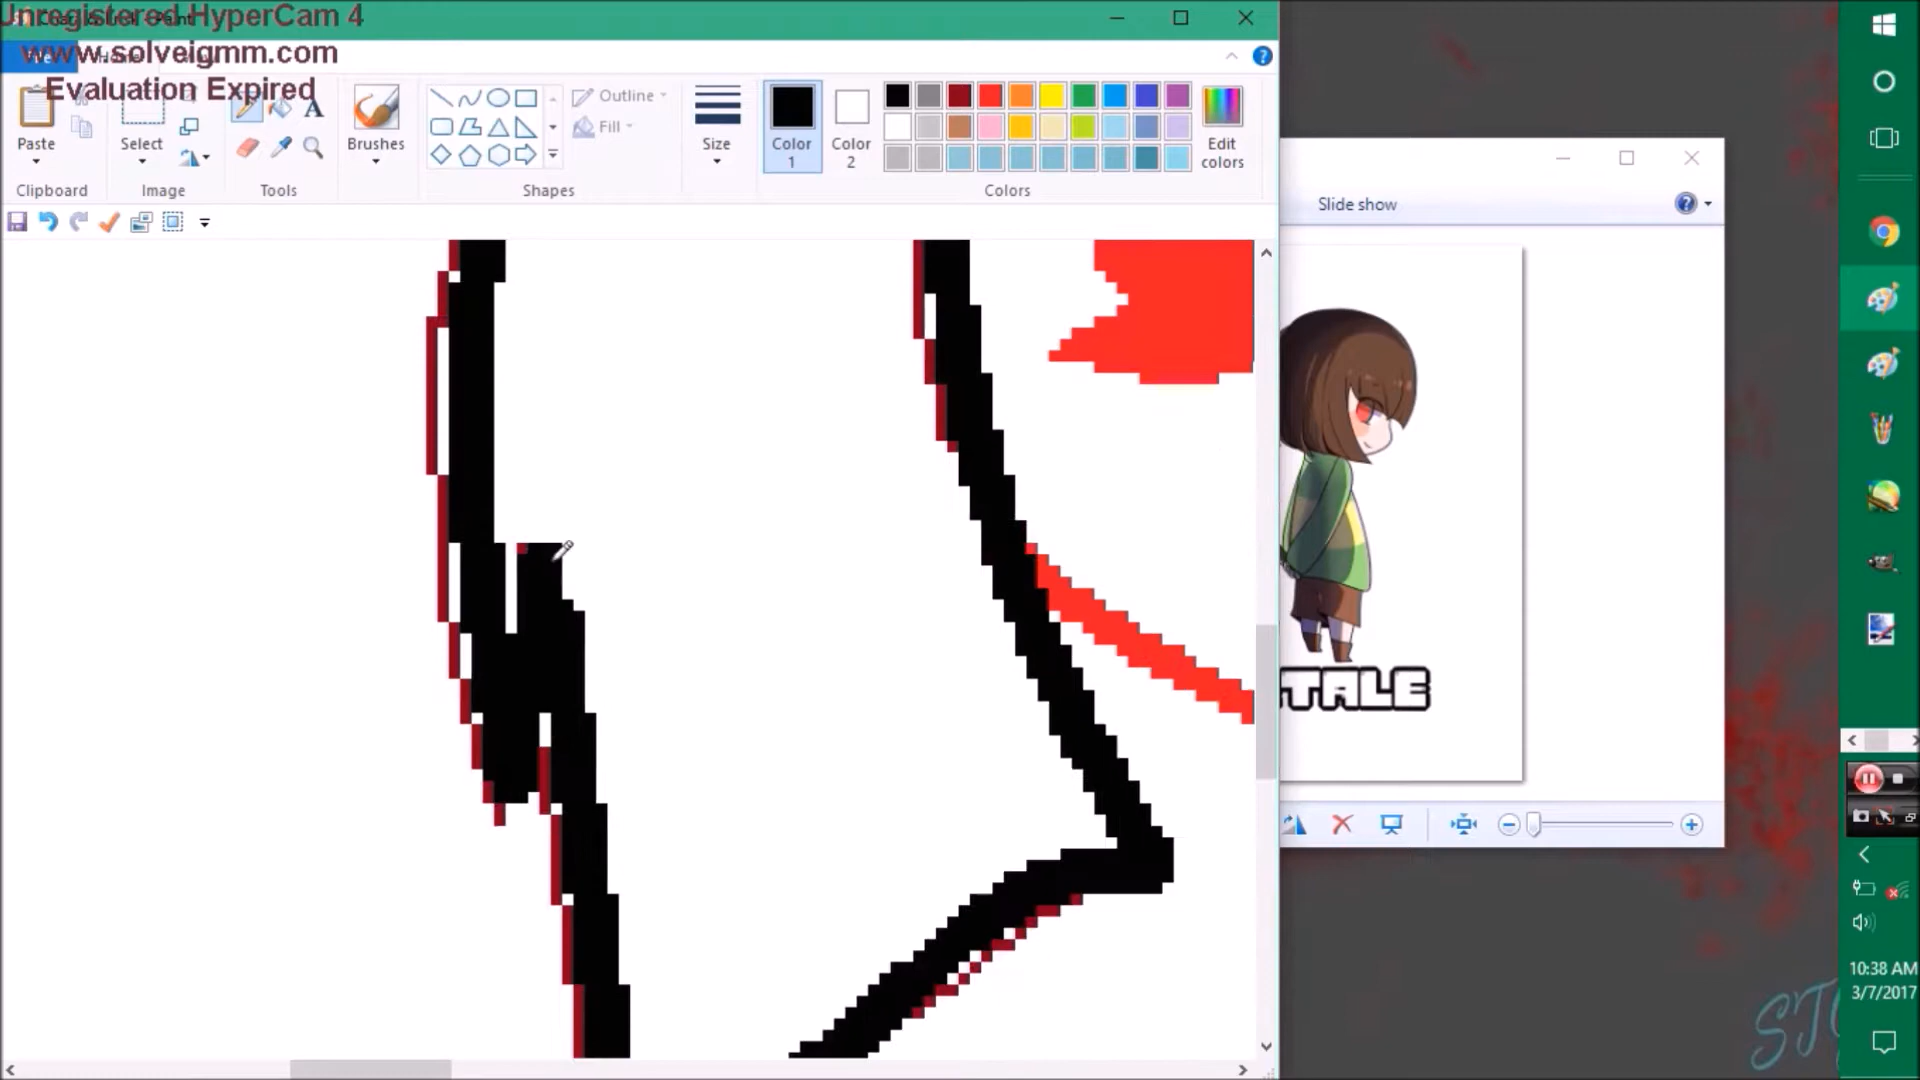 Unregistered HyperCam 4
www.solveigmm.com
Evaluation Expired
Paste
Select
Brushes
Outline
Fill
Size
Color 1
Color 2
Edit colors
Clipboard
Image
Tools
Shapes
Colors
Slide show
TALE
10:38 AM
3/7/2017